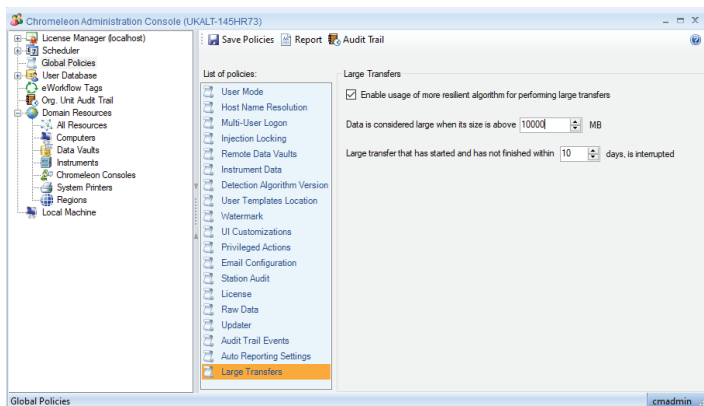 Chromeleon Administration Console (UKALT-145HR73)
License Manager (localhost)
Scheduler
Global Policies
User Database
eWorkflow Tags
Org. Unit Audit Trail
Domain Resources
All Resources
Computers
Data Vaults
Instruments
Chromeleon Consoles
System Printers
Regions
Local Machine
Save Policies Report Audit Trail
List of policies:
User Mode
Host Name Resolution
Multi-User Logon
Injection Locking
Remote Data Vaults
Instrument Data
Detection Algorithm Version
User Templates Location
Watermark
UI Customizations
Privileged Actions
Email Configuration
Station Audit
License
Raw Data
Updater
Audit Trail Events
Auto Reporting Settings
Large Transfers
Large Transfers
Enable usage of more resilient algorithm for performing large transfers
Data is considered large when its size is above 10000 MB
Large transfer that has started and has not finished within 10 days, is interrupted
Global Policies
cmadmin